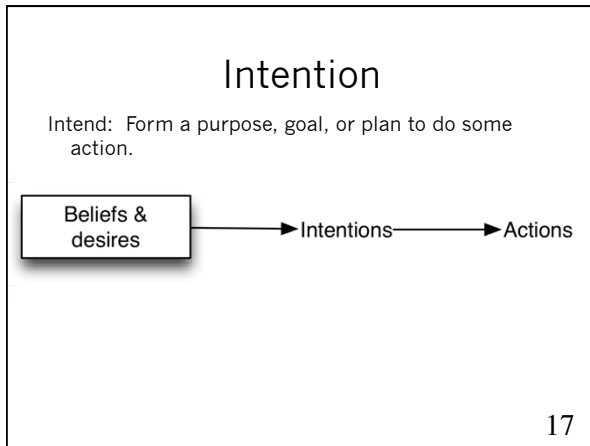 Intention
Intend: Form a purpose, goal, or plan to do some
action.
Beliefs &
desires
Intentions
Actions
17